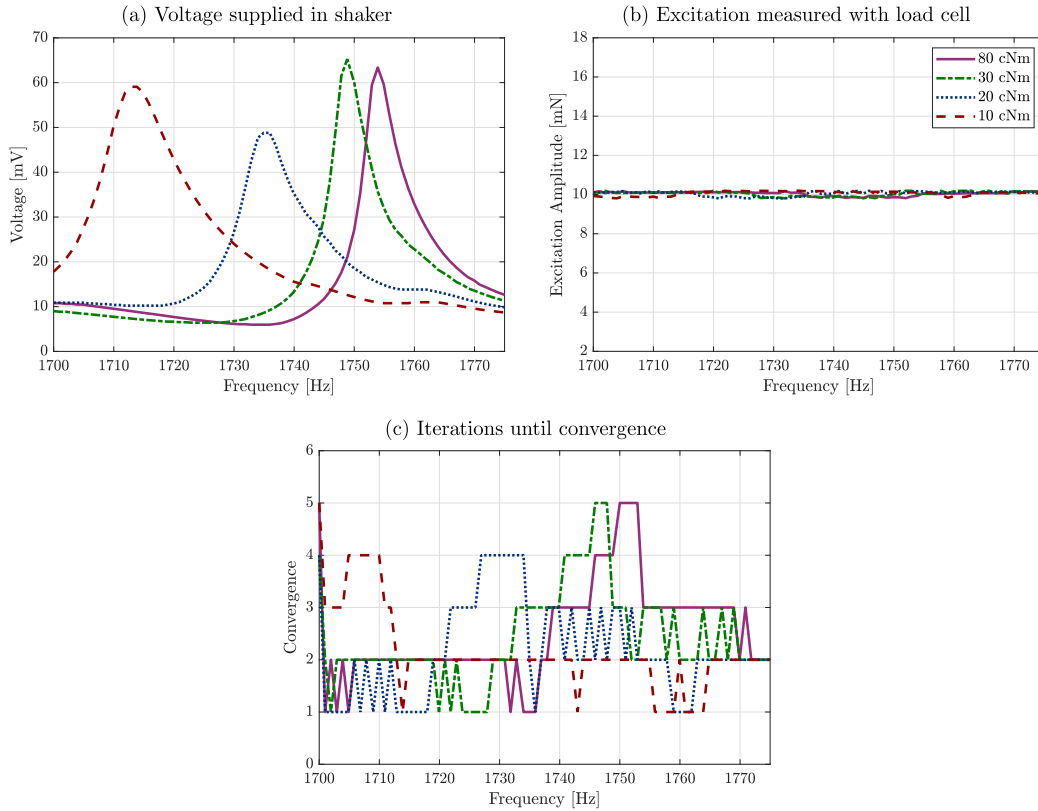 (a) Voltage supplied in shaker
70
60
50
40
30
20
10
0
Voltage [mV]
1700 1710 1720 1730 1740 1750 1760 1770
Frequency [Hz]
(b) Excitation measured with load cell
18
16
14
12
10
8
6
4
2
Excitation Amplitude [mN]
80 cNm
30 cNm
20 cNm
10 cNm
1700 1710 1720 1730 1740 1750 1760 1770
Frequency [Hz]
(c) Iterations until convergence
6
5
4
3
2
1
0
Convergence
1700 1710 1720 1730 1740 1750 1760 1770
Frequency [Hz]